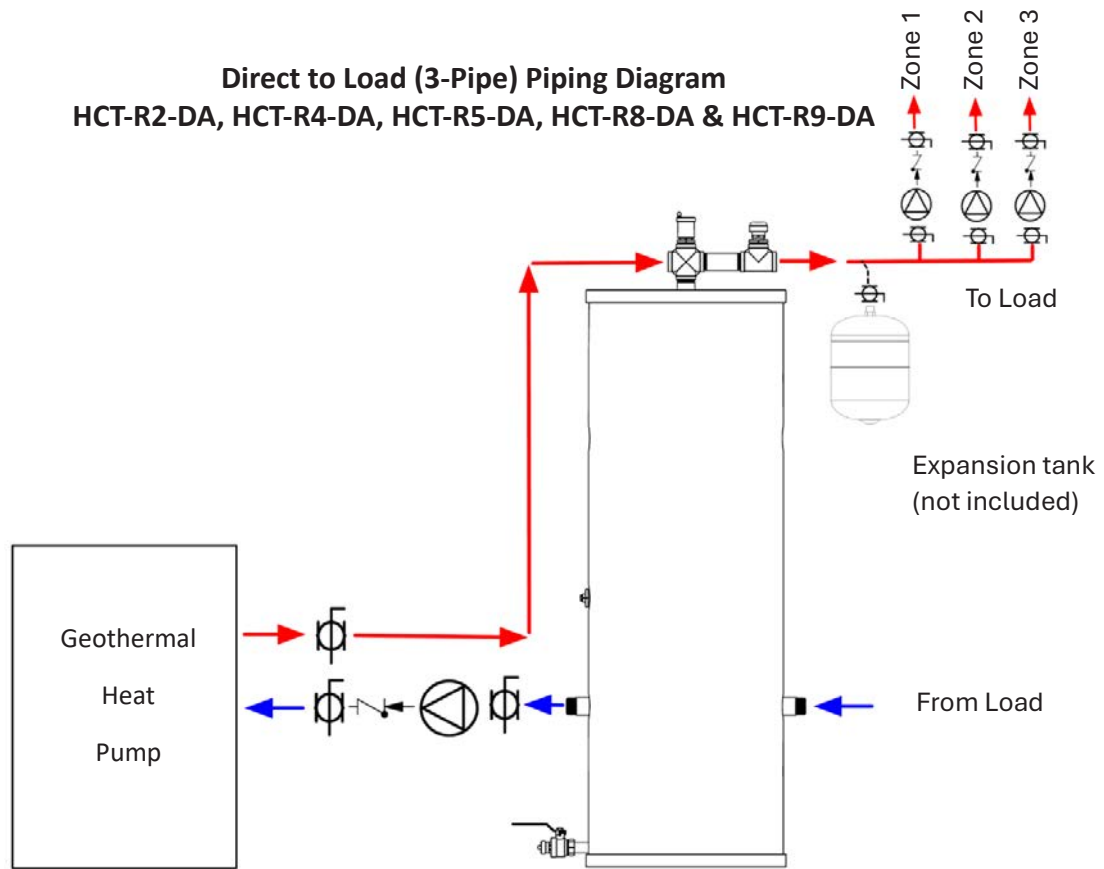 Direct to Load (3-Pipe) Piping Diagram
HCT-R2-DA, HCT-R4-DA, HCT-R5-DA, HCT-R8-DA & HCT-R9-DA
Zone 1
Zone 2
Zone 3
To Load
Expansion tank
(not included)
Geothermal
Heat
Pump
From Load